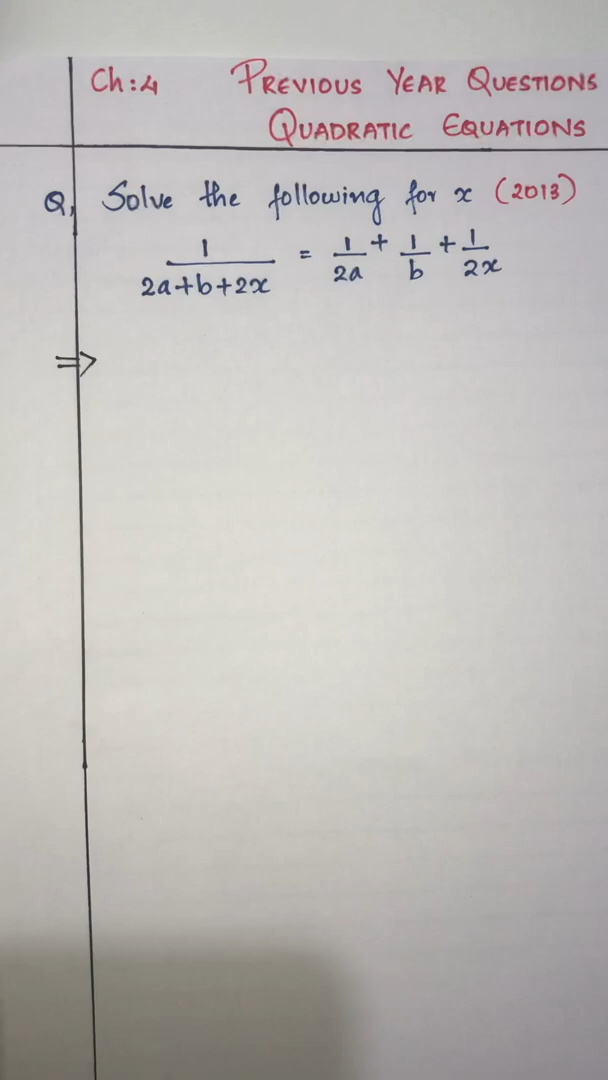 Ch:4 PREVIOUS YEAR QUESTIONS
QUADRATIC EQUATIONS
Q, Solve the following for x (2013)
1/(2a+b+2x) = 1/2a + 1/b + 1/2x
⇒